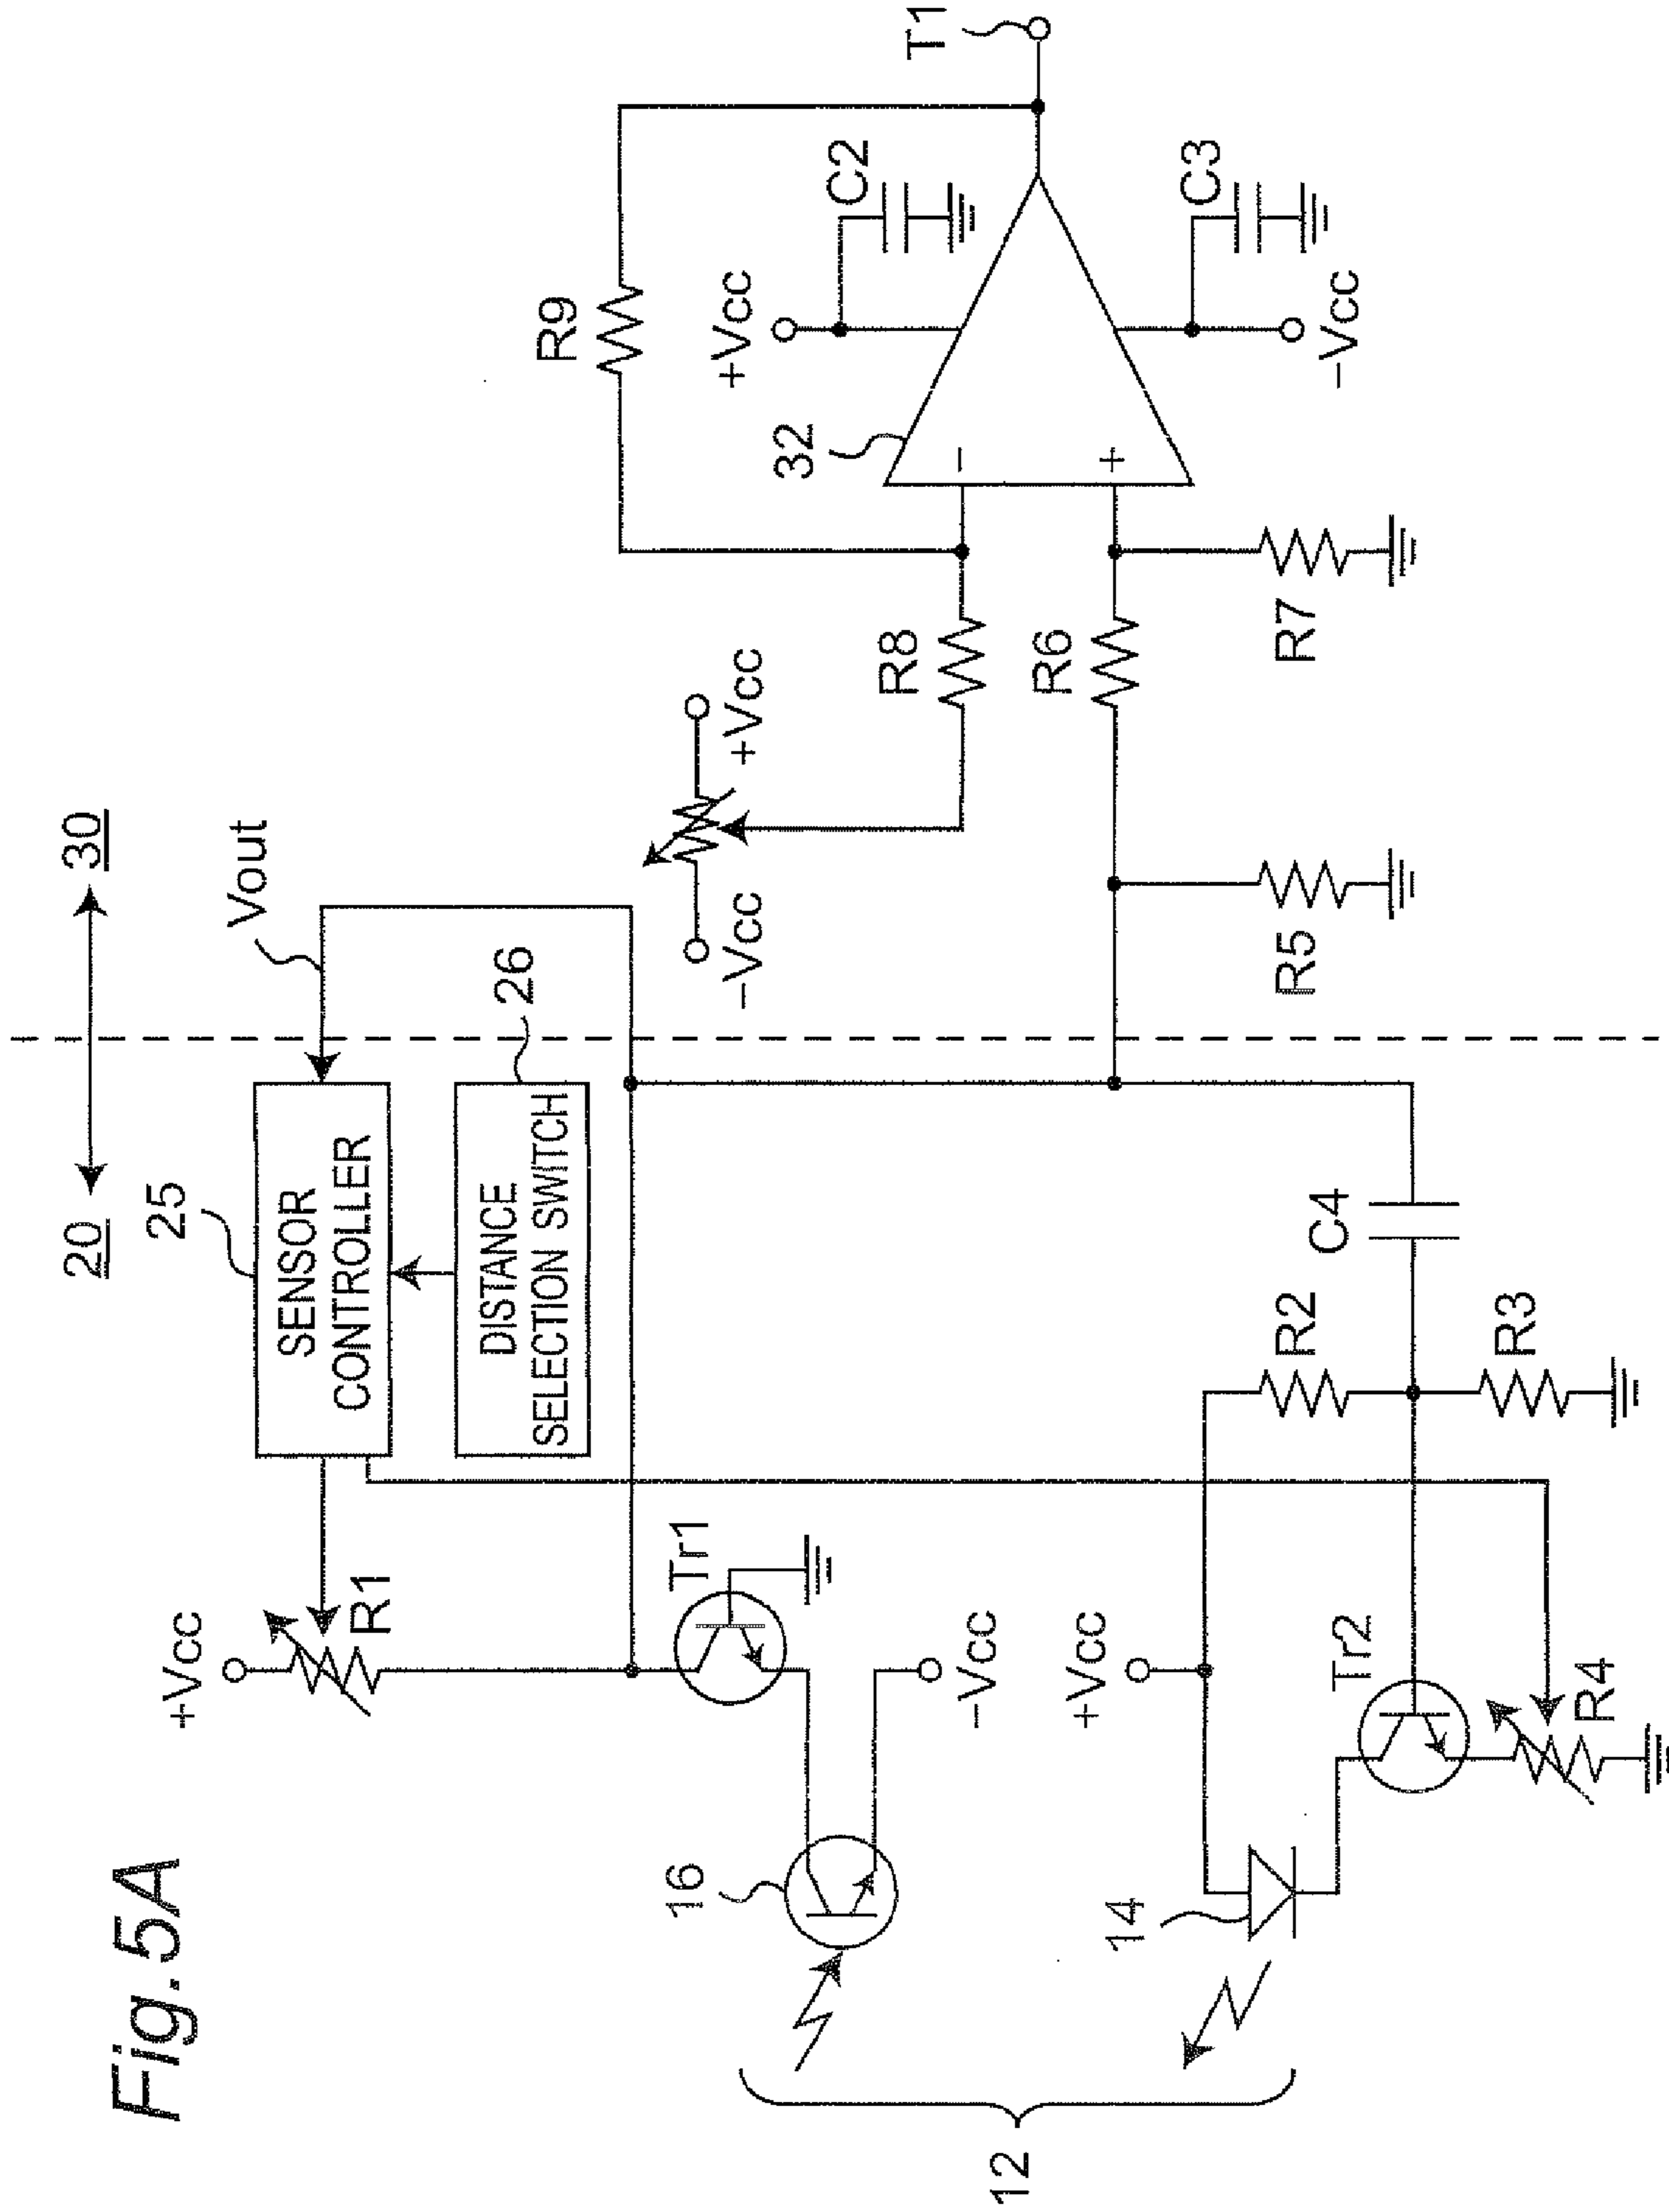 Fig.5A
20
30
Vout
25
SENSOR
CONTROLLER
26
DISTANCE
SELECTION SWITCH
+Vcc
R1
Tr1
16
−Vcc
+Vcc
14
12
Tr2
R4
R2
R3
C4
−Vcc
+Vcc
R5
R6
R7
R8
R9
32
−
+
+Vcc
C2
C3
−Vcc
T1